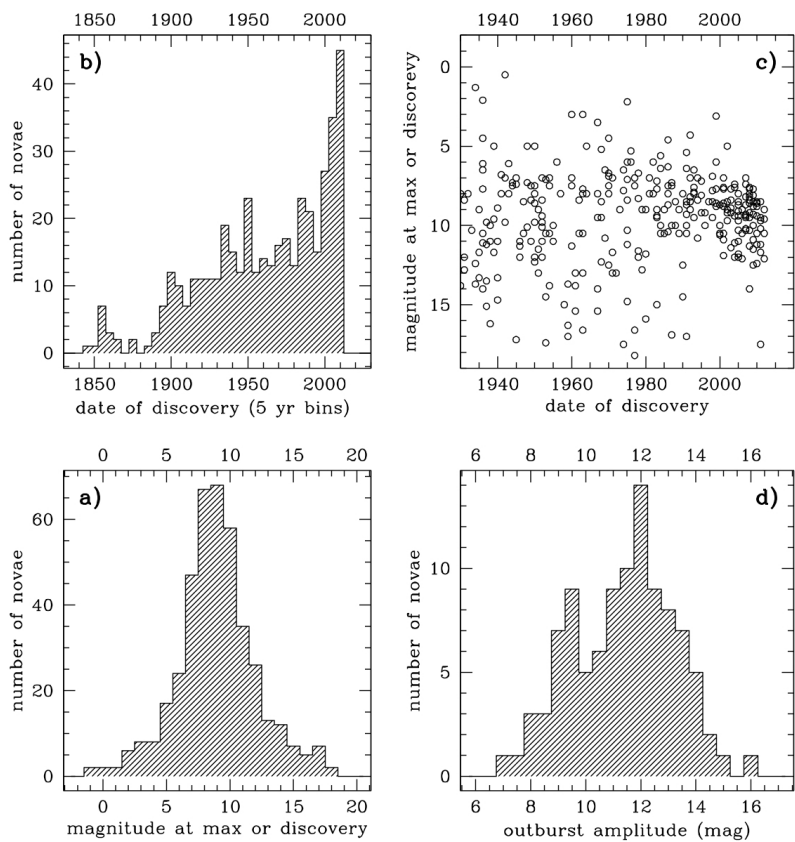 1850 1900 1950 2000
b)
number of novae
40
30
20
10
0
1850 1900 1950 2000
date of discovery (5 yr bins)
1940 1960 1980 2000
c)
magnitude at max or discorevy
0
5
10
15
1940 1960 1980 2000
date of discovery
0 5 10 15 20
a)
number of novae
60
40
20
0
0 5 10 15 20
magnitude at max or discovery
6 8 10 12 14 16
d)
number of novae
10
5
0
6 8 10 12 14 16
outburst amplitude (mag)